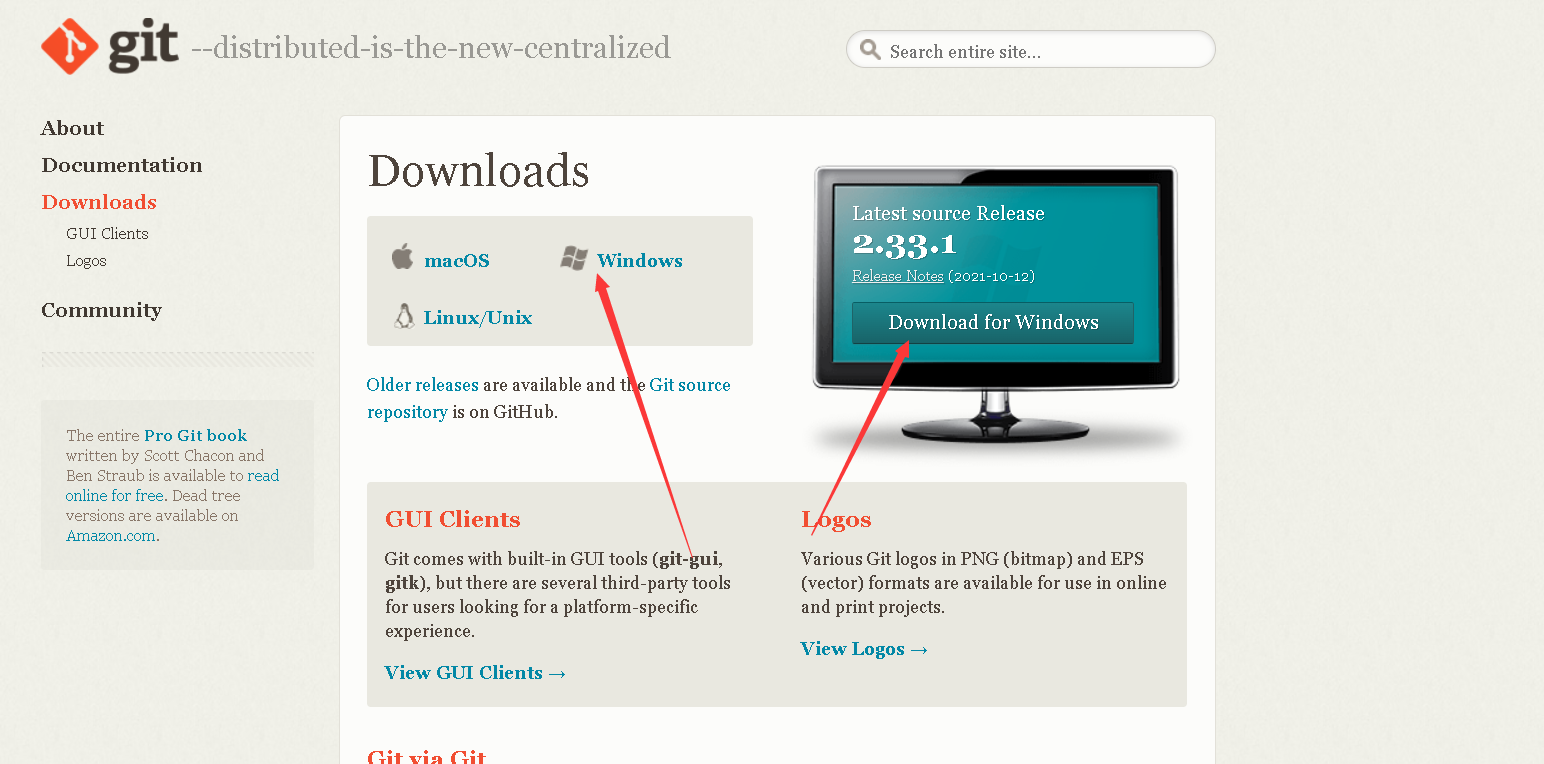 git --distributed-is-the-new-centralized
Search entire site...
About
Documentation
Downloads
GUI Clients
Logos
Community
The entire Pro Git book
written by Scott Chacon and
Ben Straub is available to read
online for free. Dead tree
versions are available on
Amazon.com.
Downloads
macOS
Windows
Linux/Unix
Older releases are available and the Git source
repository is on GitHub.
Latest source Release
2.33.1
Release Notes (2021-10-12)
Download for Windows
GUI Clients
Git comes with built-in GUI tools (git-gui,
gitk), but there are several third-party tools
for users looking for a platform-specific
experience.
View GUI Clients →
Logos
Various Git logos in PNG (bitmap) and EPS
(vector) formats are available for use in online
and print projects.
View Logos →
Git via Git